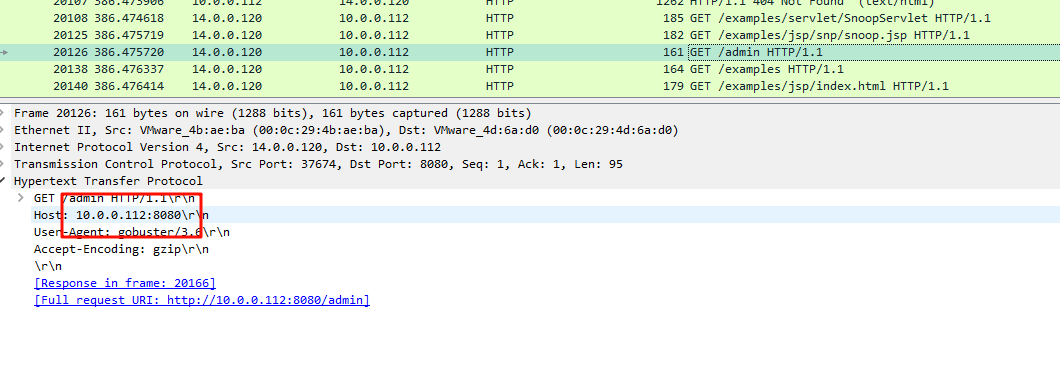 20107 386.473906 10.0.0.112 14.0.0.120 HTTP 1262 HTTP/1.1 404 Not Found (text/html)
20108 386.474618 14.0.0.120 10.0.0.112 HTTP 185 GET /examples/servlet/SnoopServlet HTTP/1.1
20125 386.475719 14.0.0.120 10.0.0.112 HTTP 182 GET /examples/jsp/snp/snoop.jsp HTTP/1.1
20126 386.475720 14.0.0.120 10.0.0.112 HTTP 161 GET /admin HTTP/1.1
20138 386.476337 14.0.0.120 10.0.0.112 HTTP 164 GET /examples HTTP/1.1
20140 386.476414 14.0.0.120 10.0.0.112 HTTP 179 GET /examples/jsp/index.html HTTP/1.1
Frame 20126: 161 bytes on wire (1288 bits), 161 bytes captured (1288 bits)
Ethernet II, Src: VMware_4b:ae:ba (00:0c:29:4b:ae:ba), Dst: VMware_4d:6a:d0 (00:0c:29:4d:6a:d0)
Internet Protocol Version 4, Src: 14.0.0.120, Dst: 10.0.0.112
Transmission Control Protocol, Src Port: 37674, Dst Port: 8080, Seq: 1, Ack: 1, Len: 95
Hypertext Transfer Protocol
GET /admin HTTP/1.1\r\n
Host: 10.0.0.112:8080\r\n
User-Agent: gobuster/3.6\r\n
Accept-Encoding: gzip\r\n
\r\n
[Response in frame: 20166]
[Full request URI: http://10.0.0.112:8080/admin]